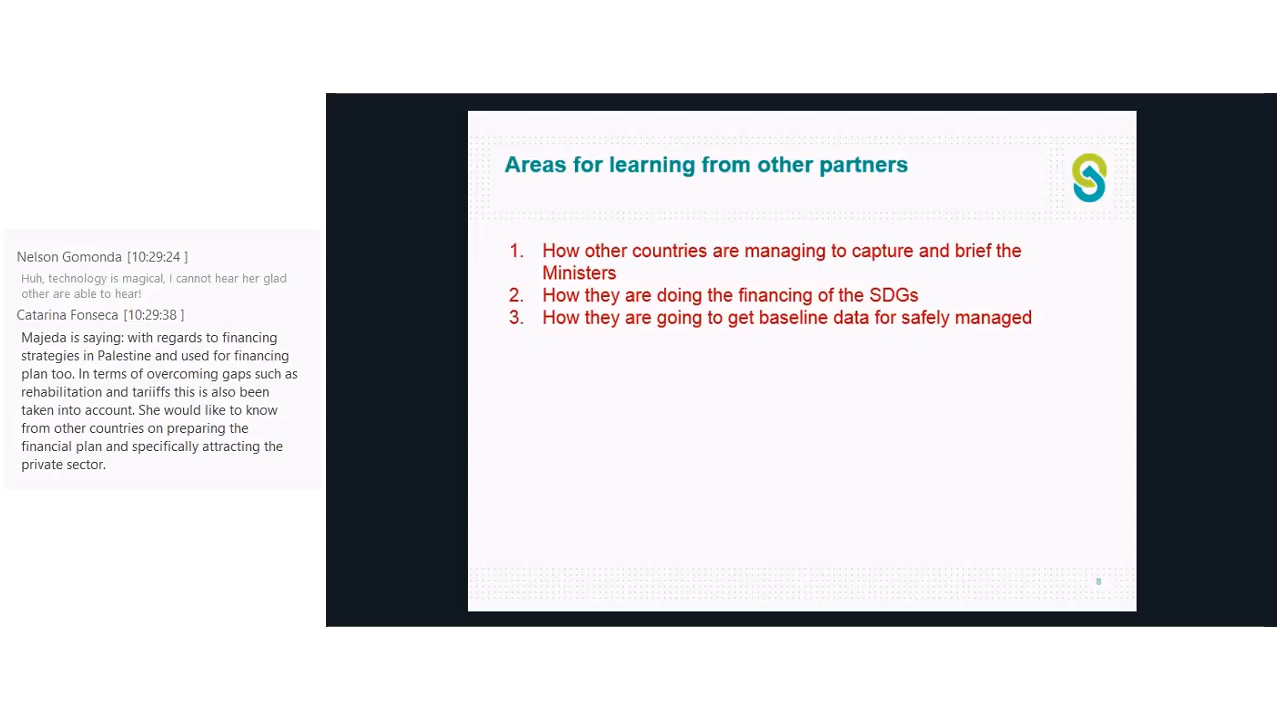 Nelson Gomonda [10:29:24 ]
Huh, technology is magical, I cannot hear her glad
other are able to hear!
Catarina Fonseca [10:29:38 ]
Majeda is saying: with regards to financing
strategies in Palestine and used for financing
plan too. In terms of overcoming gaps such as
rehabilitation and tariiffs this is also been
taken into account. She would like to know
from other countries on preparing the
financial plan and specifically attracting the
private sector.
Areas for learning from other partners
1. How other countries are managing to capture and brief the
Ministers
2. How they are doing the financing of the SDGs
3. How they are going to get baseline data for safely managed
8